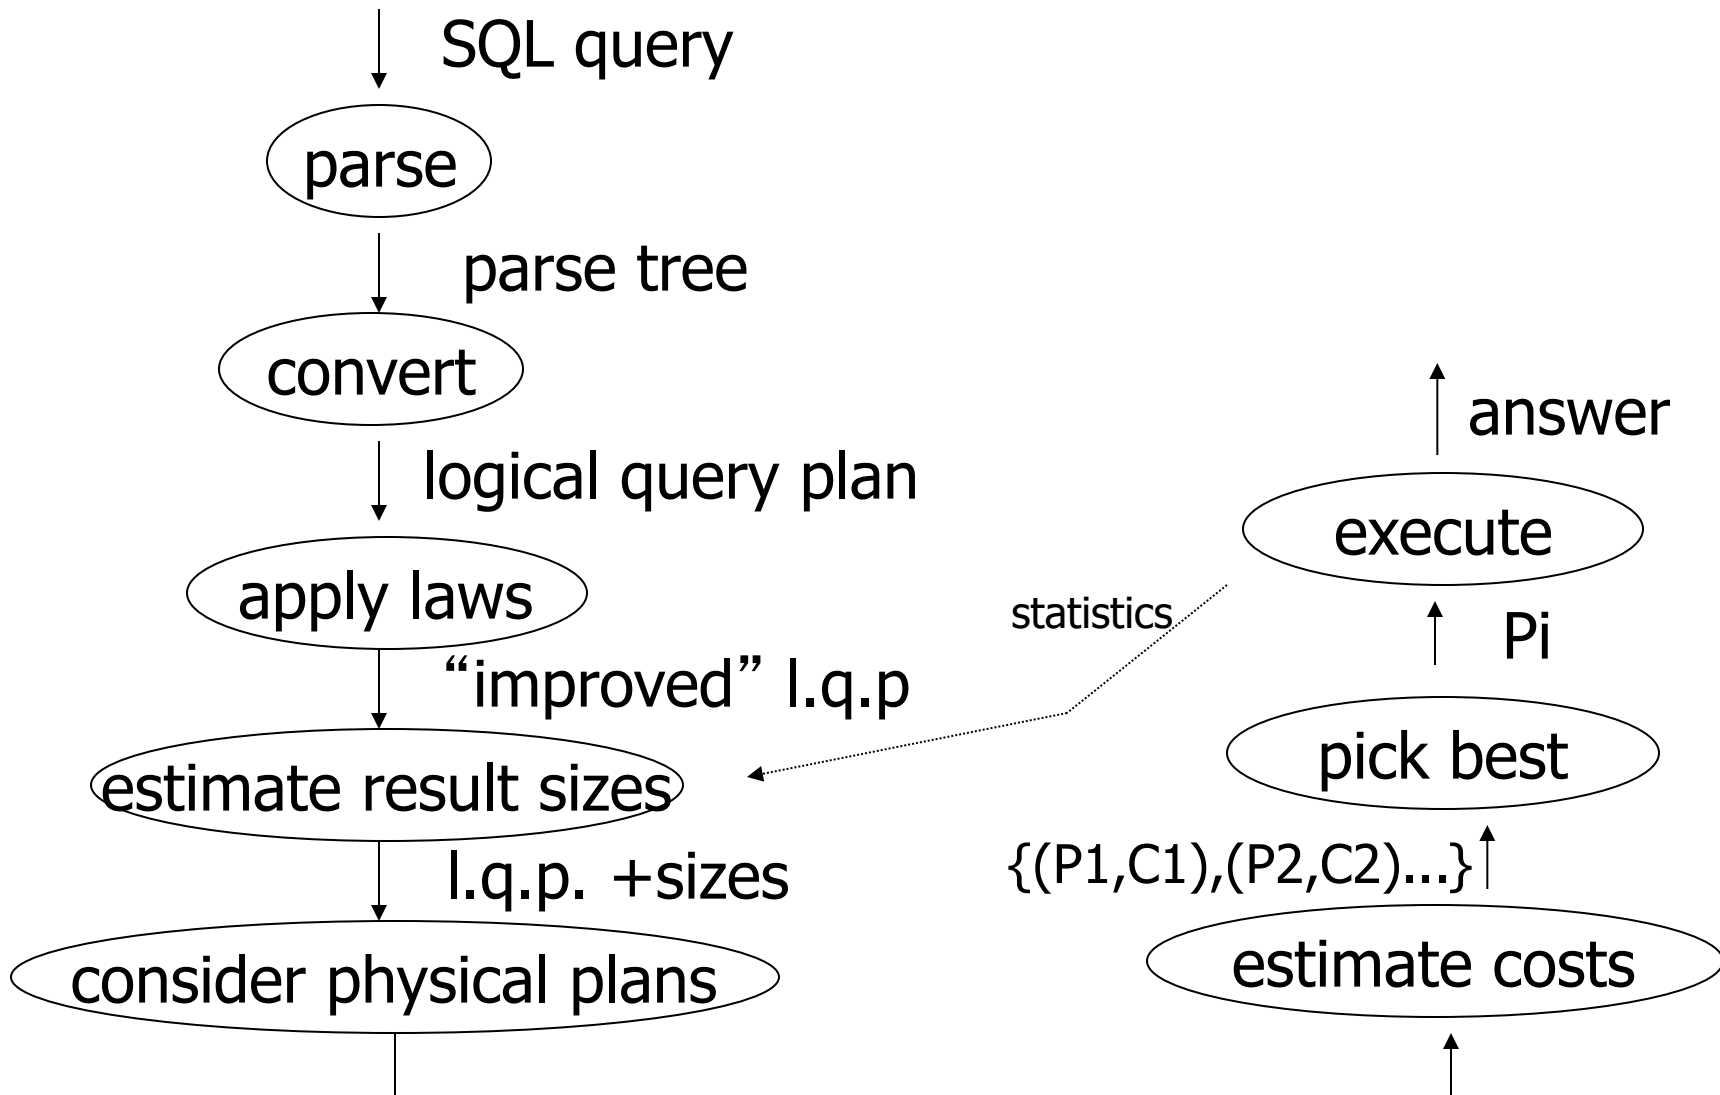 SQL query
parse
parse tree
convert
logical query plan
apply laws
“improved” l.q.p
estimate result sizes
l.q.p. +sizes
consider physical plans
answer
execute
statistics
Pi
pick best
{(P1,C1),(P2,C2)...}
estimate costs